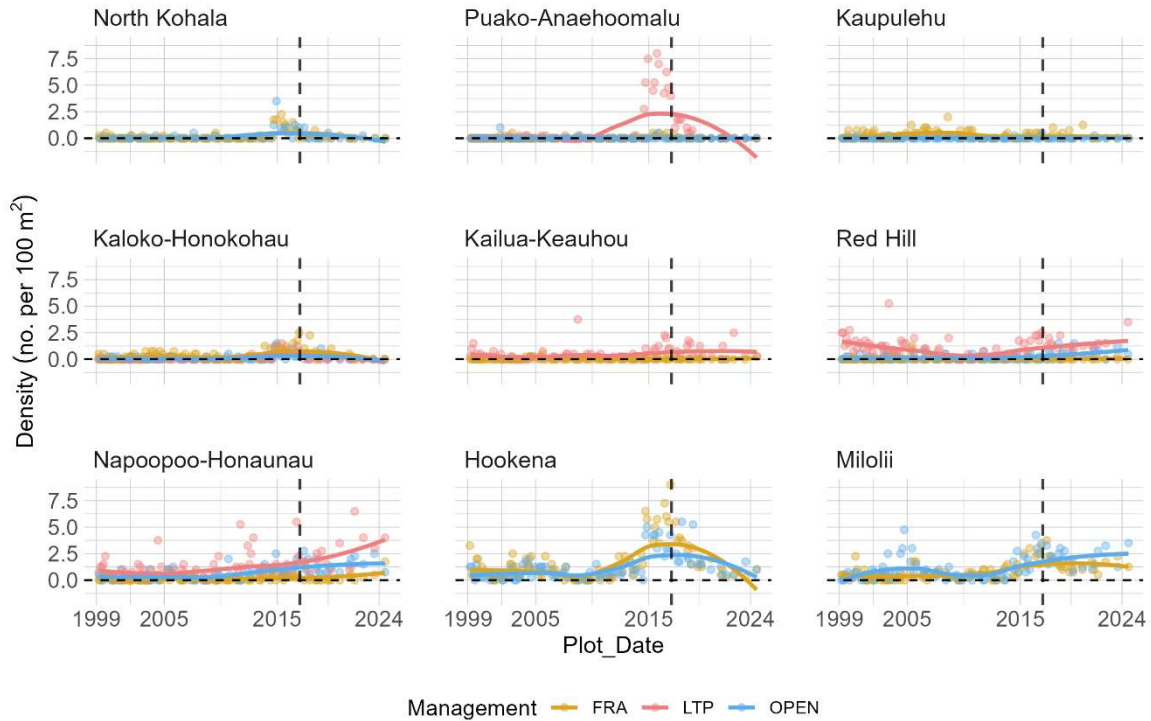 North Kohala
Puako-Anaehoomalu
Kaupulehu
7.5
5.0
2.5
0.0
Kaloko-Honokohau
Kailua-Keauhou
Red Hill
7.5
5.0
2.5
0.0
Napoopoo-Honaunau
Hookena
Milolii
7.5
5.0
2.5
0.0
Density (no. per 100 m²)
1999 2005 2015 2024
1999 2005 2015 2024
1999 2005 2015 2024
Plot_Date
Management FRA LTP OPEN